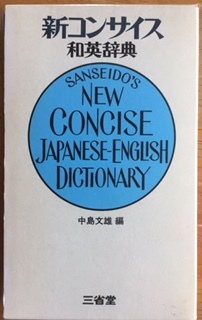 新コンサイス
和英辞典
SANSEIDO'S
NEW
CONCISE
JAPANESE-ENGLISH
DICTIONARY
中島文雄 編
三省堂